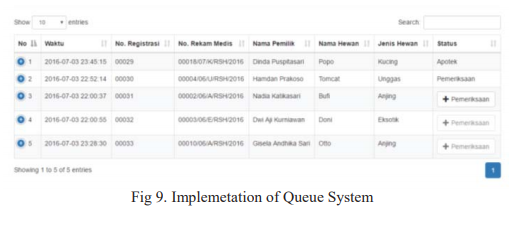 Show 10 entries Search:
No Waktu No. Registrasi No. Rekam Medis Nama Pemilik Nama Hewan Jenis Hewan Status
1 2016-07-03 23:45:15 00029 00018/07/K/RSH/2016 Dinda Puspitasari Popo Kucing Apotek
2 2016-07-03 22:52:14 00030 00004/06/U/RSH/2016 Hamdan Prakoso Tomcat Unggas Pemeriksaan
3 2016-07-03 22:00:37 00031 00002/06/A/RSH/2016 Nadia Katikasari Bufi Anjing + Pemeriksaan
4 2016-07-03 22:00:55 00032 00003/06/E/RSH/2016 Dwi Aji Kurniawan Doni Eksotik + Pemeriksaan
5 2016-07-03 23:28:30 00033 00010/06/A/RSH/2016 Gisela Andhika Sari Otto Anjing + Pemeriksaan
Showing 1 to 5 of 5 entries 1
Fig 9. Implemetation of Queue System